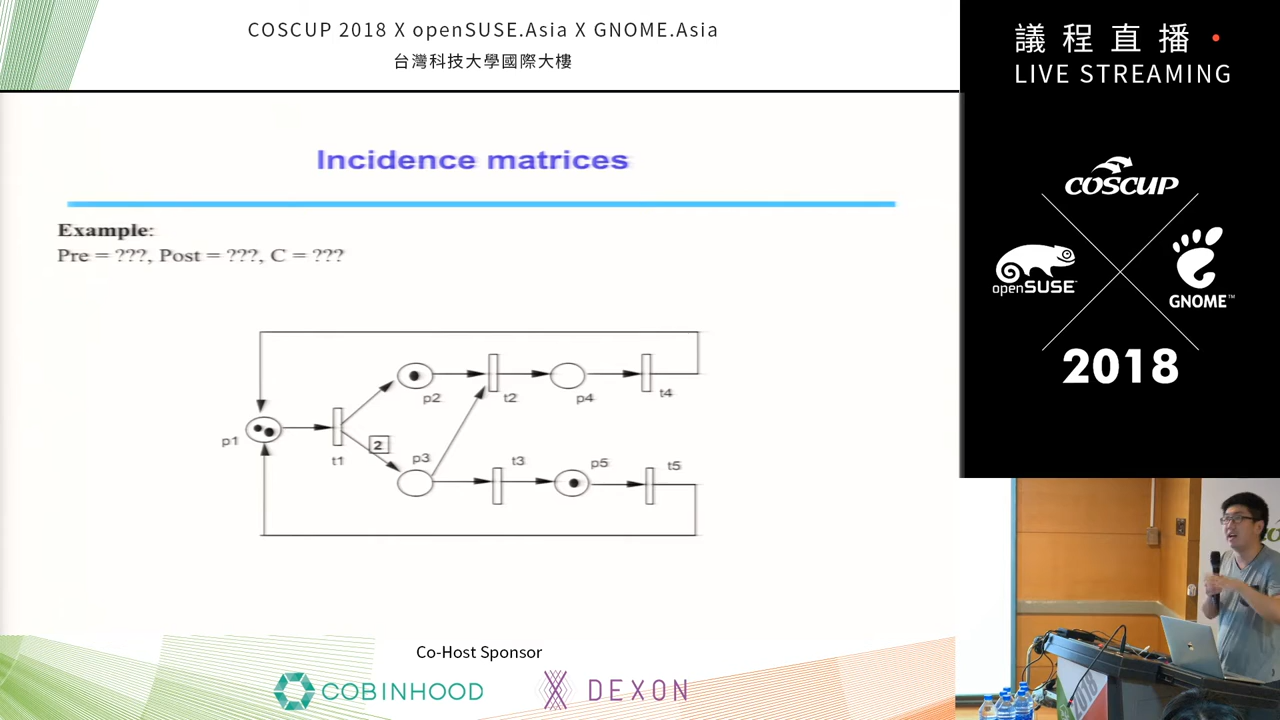 COSCUP 2018 X openSUSE.Asia X GNOME.Asia
台灣科技大學國際大樓
議程直播
LIVE STREAMING
COSCUP
openSUSE
GNOME™
2018
Incidence matrices
Example:
Pre = ???, Post = ???, C = ???
p2
t2
p4
t4
p1
t1
2
p3
t3
p5
t5
Co-Host Sponsor
COBINHOOD
DEXON
2018